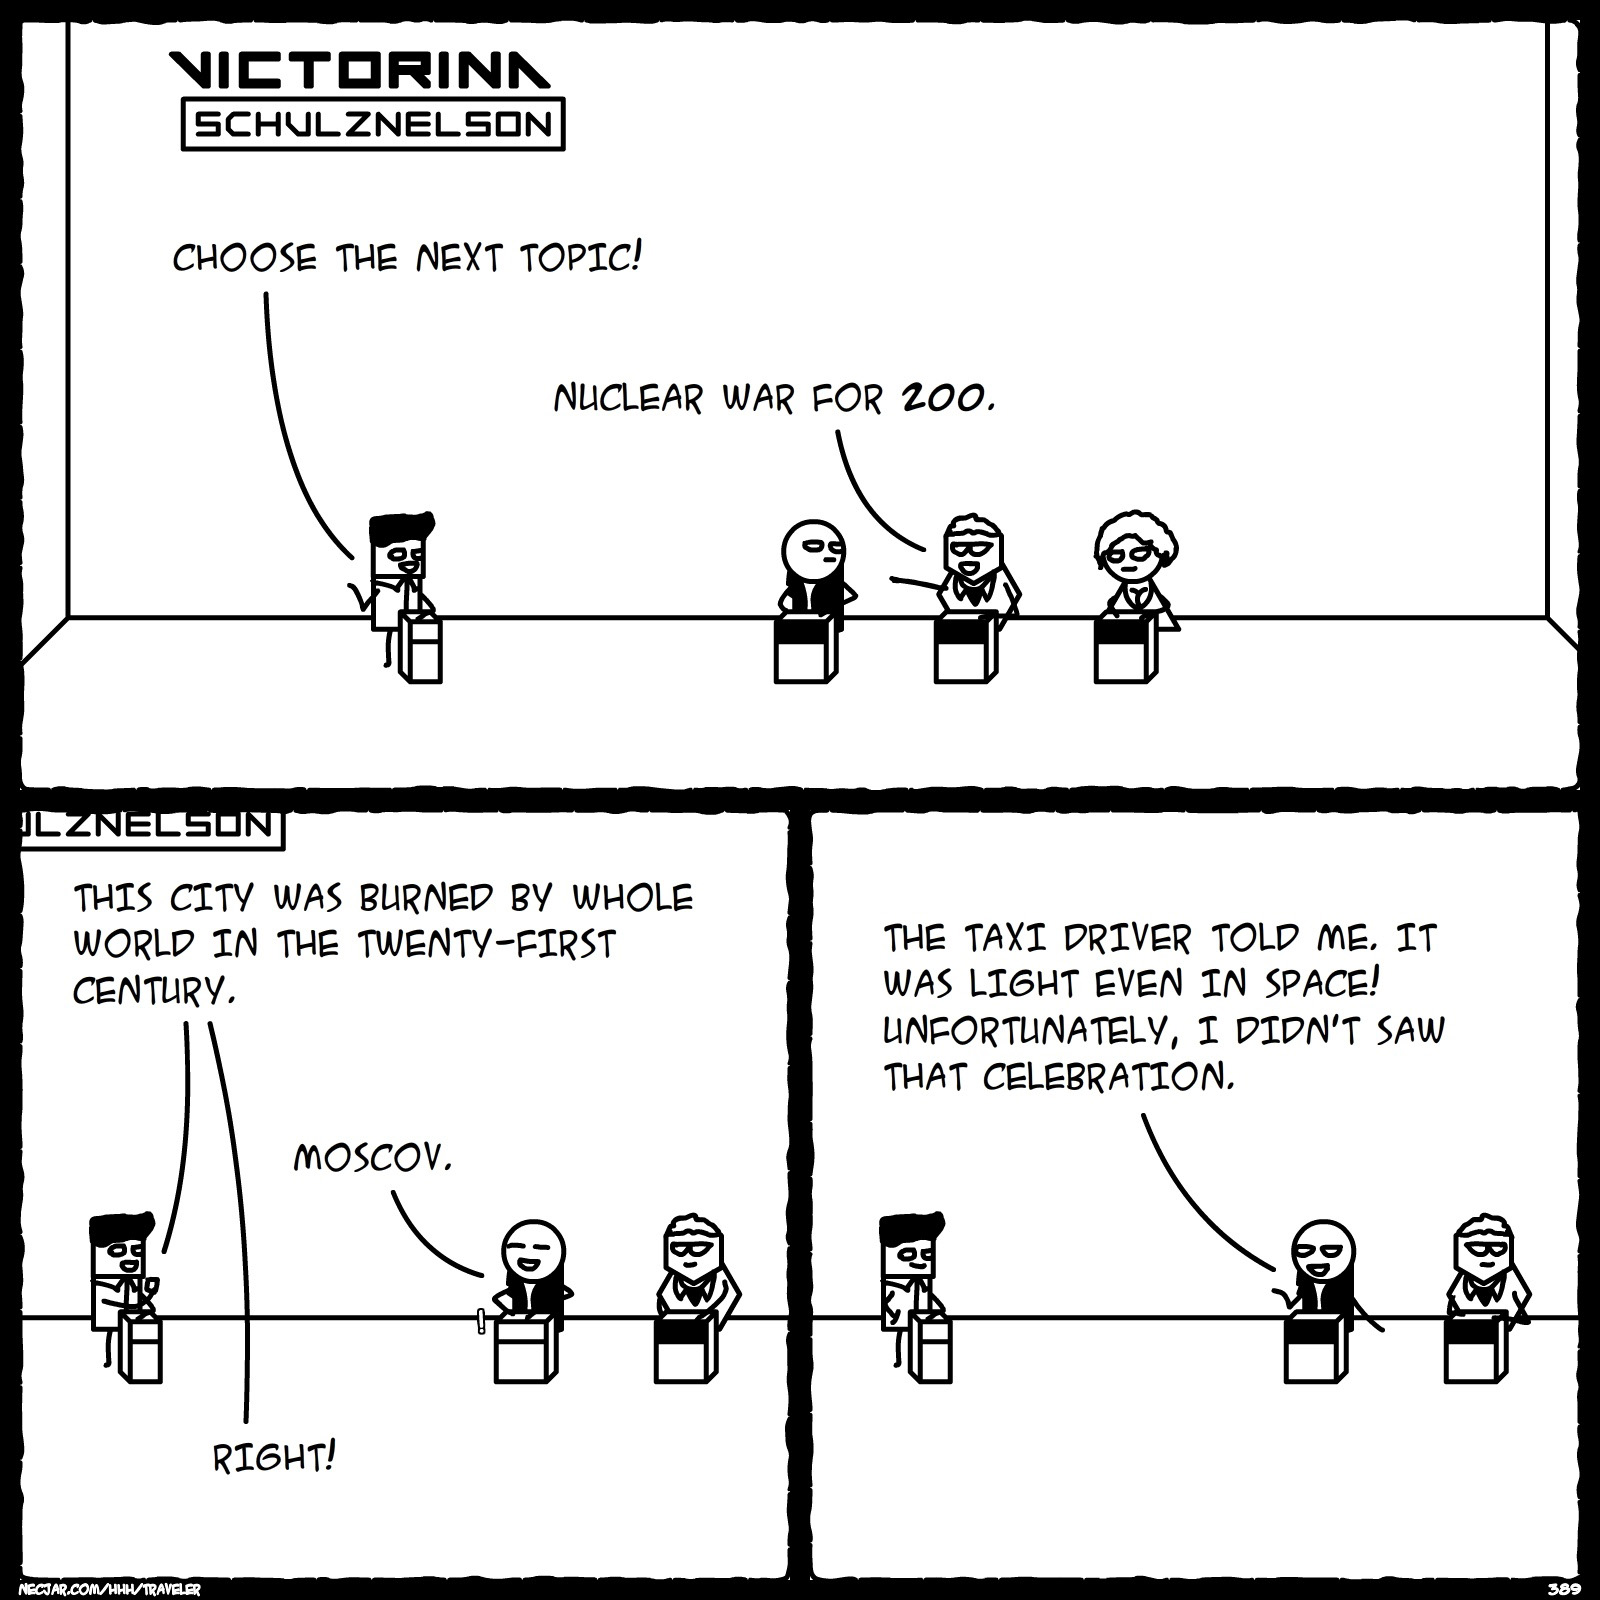 VICTORINA
SCHULZNELSON
CHOOSE THE NEXT TOPIC!
NUCLEAR WAR FOR 200.
ULZNELSON
THIS CITY WAS BURNED BY WHOLE
WORLD IN THE TWENTY-FIRST
CENTURY.
MOSCOV.
RIGHT!
THE TAXI DRIVER TOLD ME. IT
WAS LIGHT EVEN IN SPACE!
UNFORTUNATELY, I DIDN'T SAW
THAT CELEBRATION.
NECJAR.COM/HHH/TRAVELER
389